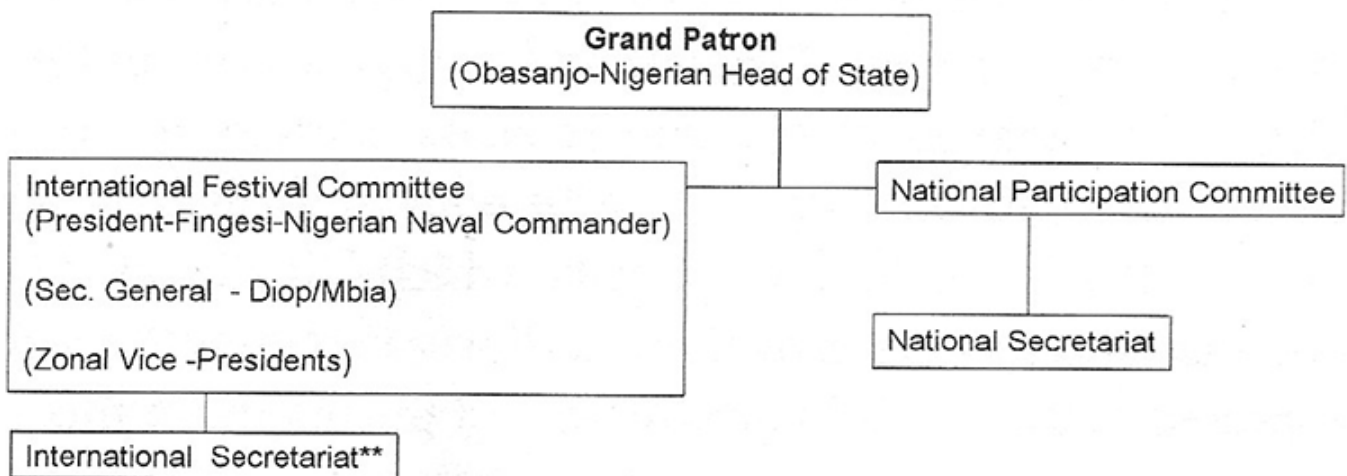 Grand Patron
(Obasanjo-Nigerian Head of State)
International Festival Committee
(President-Fingesi-Nigerian Naval Commander)
(Sec. General - Diop/Mbia)
(Zonal Vice -Presidents)
International Secretariat**
National Participation Committee
National Secretariat